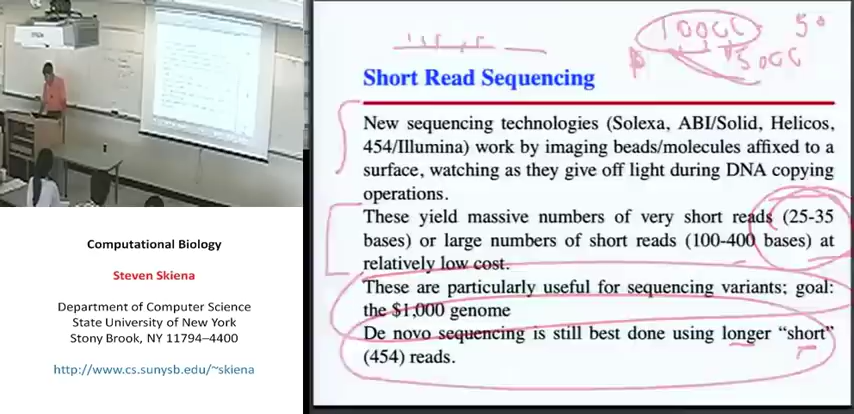 Computational Biology
Steven Skiena
Department of Computer Science
State University of New York
Stony Brook, NY 11794–4400
http://www.cs.sunysb.edu/~skiena
Short Read Sequencing
New sequencing technologies (Solexa, ABI/Solid, Helicos,
454/Illumina) work by imaging beads/molecules affixed to a
surface, watching as they give off light during DNA copying
operations.
These yield massive numbers of very short reads (25-35
bases) or large numbers of short reads (100-400 bases) at
relatively low cost.
These are particularly useful for sequencing variants; goal:
the $1,000 genome
De novo sequencing is still best done using longer “short”
(454) reads.